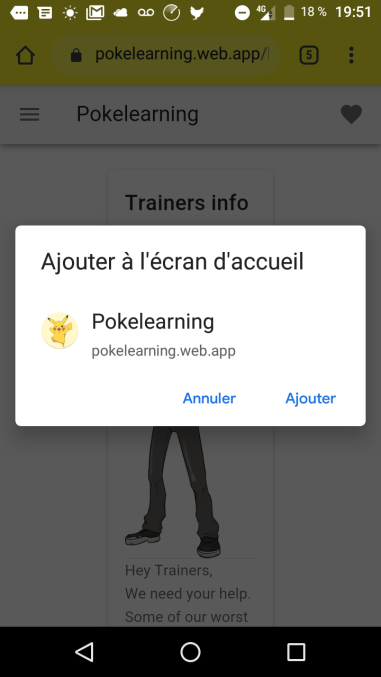 4G 18 % 19:51
pokelearning.web.app/
5
Pokelearning
Trainers info
Ajouter à l'écran d'accueil
Pokelearning
pokelearning.web.app
Annuler Ajouter
Hey Trainers,
We need your help.
Some of our worst